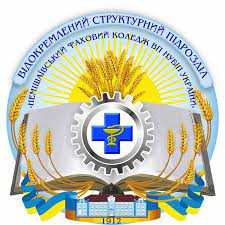 ВІДОКРЕМЛЕНИЙ СТРУКТУРНИЙ ПІДРОЗДІЛ
"НЕМІШАЇВСЬКИЙ ФАХОВИЙ КОЛЕДЖ ВП НУБІП УКРАЇНИ"
1912